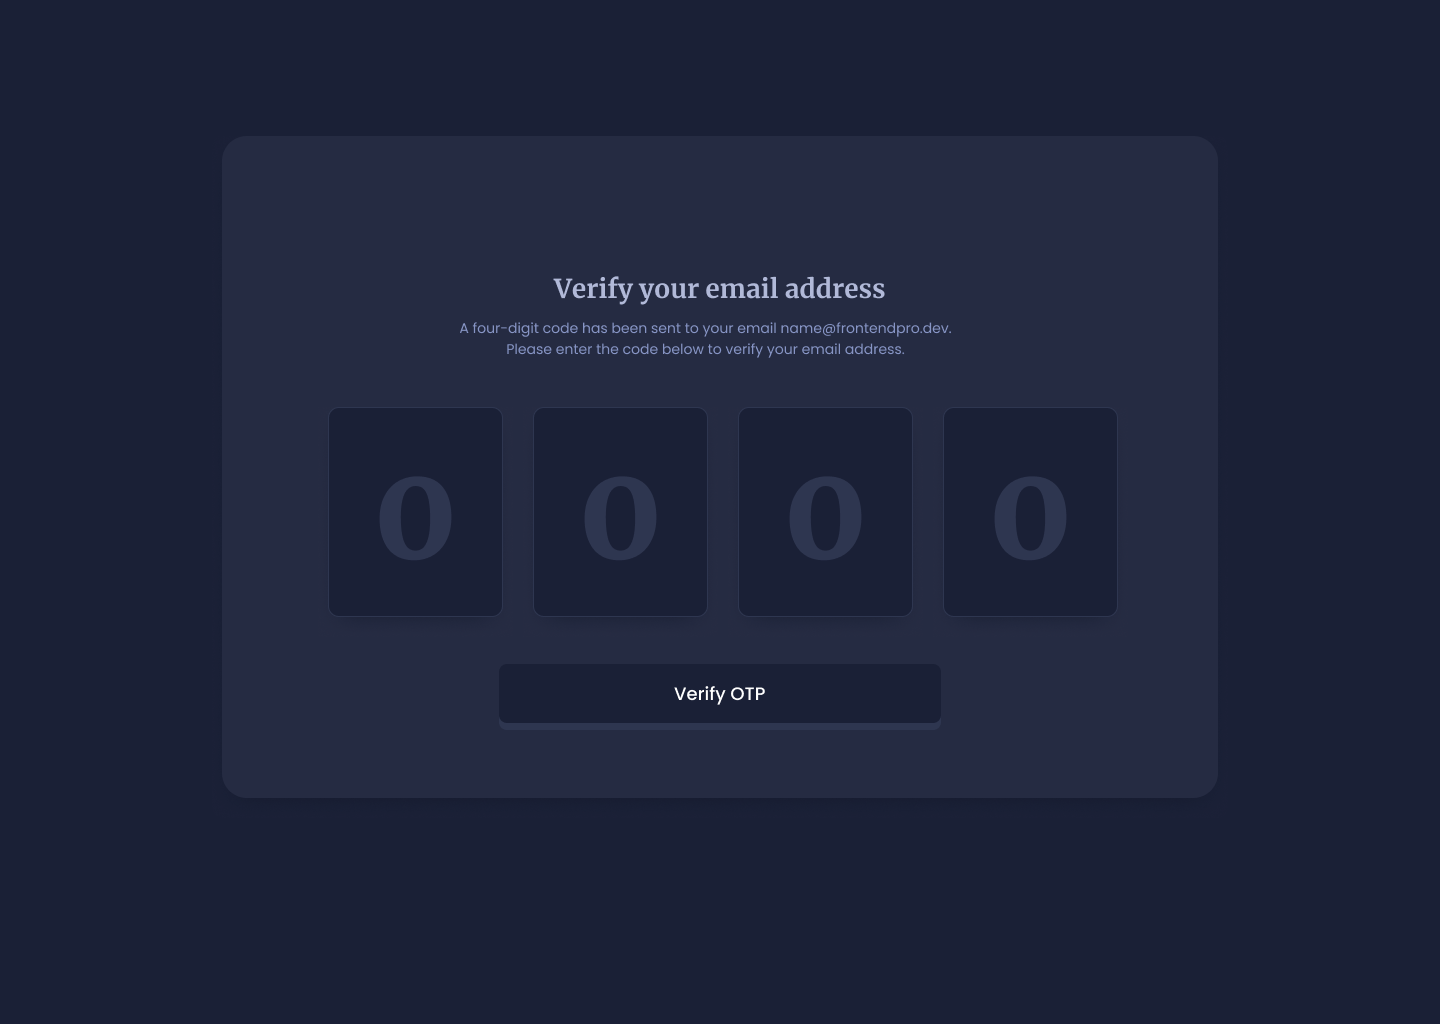 Verify your email address
A four-digit code has been sent to your email name@frontendpro.dev.
Please enter the code below to verify your email address.
0 0 0 0
Verify OTP